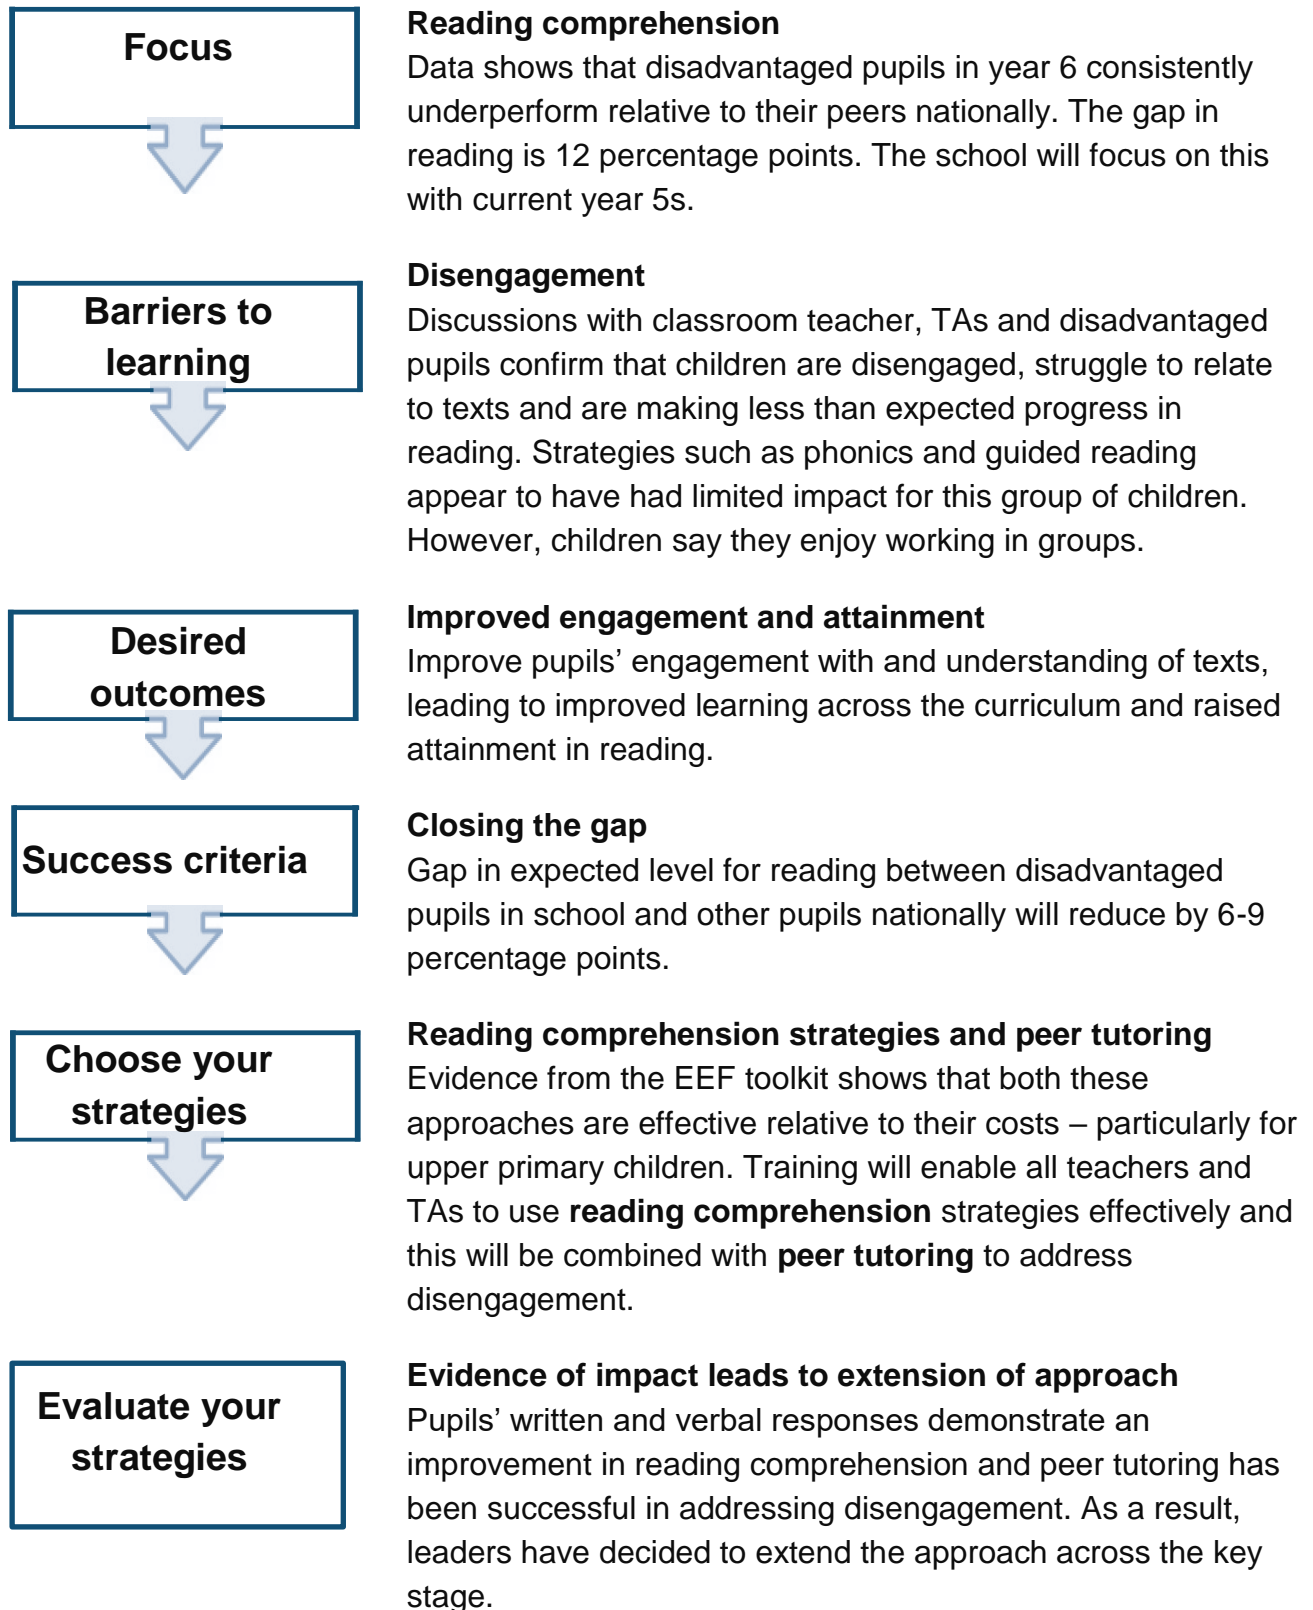 Focus
Reading comprehension
Data shows that disadvantaged pupils in year 6 consistently
underperform relative to their peers nationally. The gap in
reading is 12 percentage points. The school will focus on this
with current year 5s.
Barriers to
learning
Disengagement
Discussions with classroom teacher, TAs and disadvantaged
pupils confirm that children are disengaged, struggle to relate
to texts and are making less than expected progress in
reading. Strategies such as phonics and guided reading
appear to have had limited impact for this group of children.
However, children say they enjoy working in groups.
Desired
outcomes
Improved engagement and attainment
Improve pupils’ engagement with and understanding of texts,
leading to improved learning across the curriculum and raised
attainment in reading.
Success criteria
Closing the gap
Gap in expected level for reading between disadvantaged
pupils in school and other pupils nationally will reduce by 6-9
percentage points.
Choose your
strategies
Reading comprehension strategies and peer tutoring
Evidence from the EEF toolkit shows that both these
approaches are effective relative to their costs – particularly for
upper primary children. Training will enable all teachers and
TAs to use reading comprehension strategies effectively and
this will be combined with peer tutoring to address
disengagement.
Evaluate your
strategies
Evidence of impact leads to extension of approach
Pupils’ written and verbal responses demonstrate an
improvement in reading comprehension and peer tutoring has
been successful in addressing disengagement. As a result,
leaders have decided to extend the approach across the key
stage.